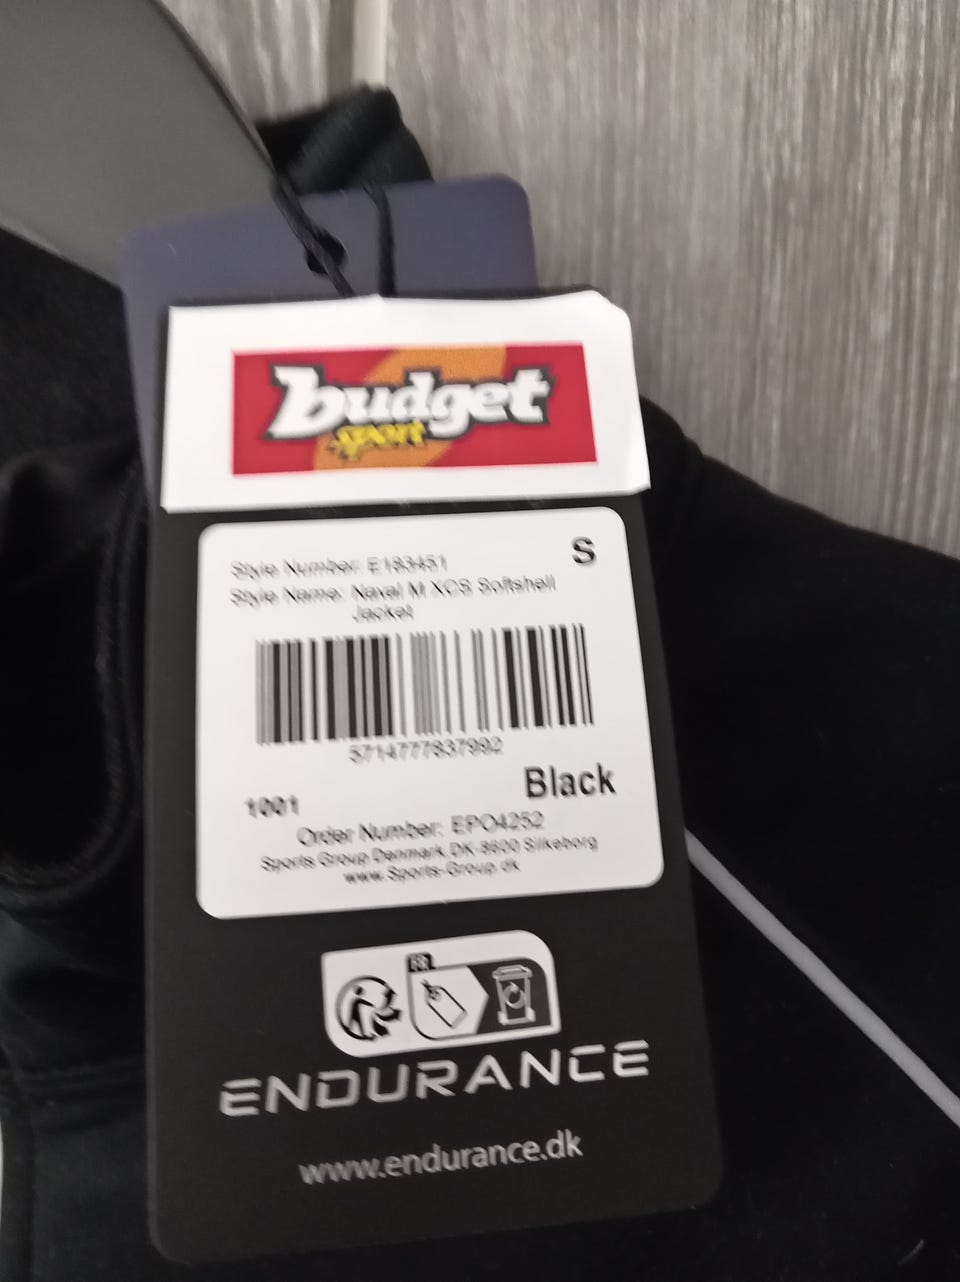 budget
sport
S
Style Number: E183451
Style Name: Naval M XCS Softshell
Jacket
5714777837992
Black
1001
Order Number: EPO4252
Sports Group Denmark DK-8600 Silkeborg
www.Sports-Group.dk
FR
ENDURANCE
www.endurance.dk